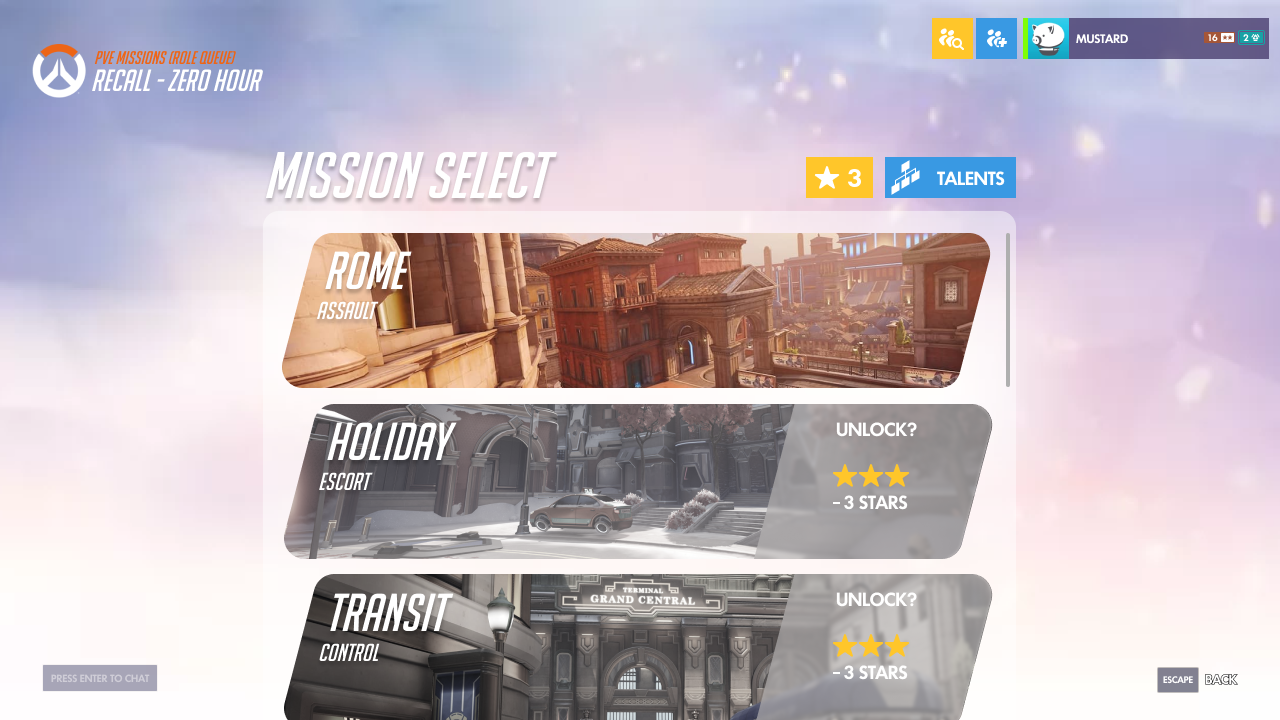 PVE MISSIONS (ROLE QUEUE)
RECALL - ZERO HOUR
MUSTARD
16
2
MISSION SELECT
3
TALENTS
ROME
ASSAULT
HOLIDAY
ESCORT
UNLOCK?
- 3 STARS
TRANSIT
CONTROL
TERMINAL
GRAND CENTRAL
UNLOCK?
- 3 STARS
PRESS ENTER TO CHAT
ESCAPE
BACK